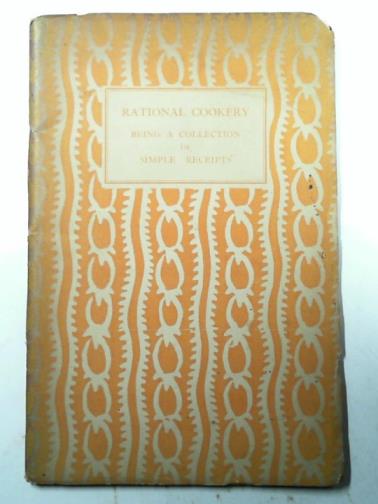 RATIONAL COOKERY
BEING A COLLECTION
OF
SIMPLE RECEIPTS